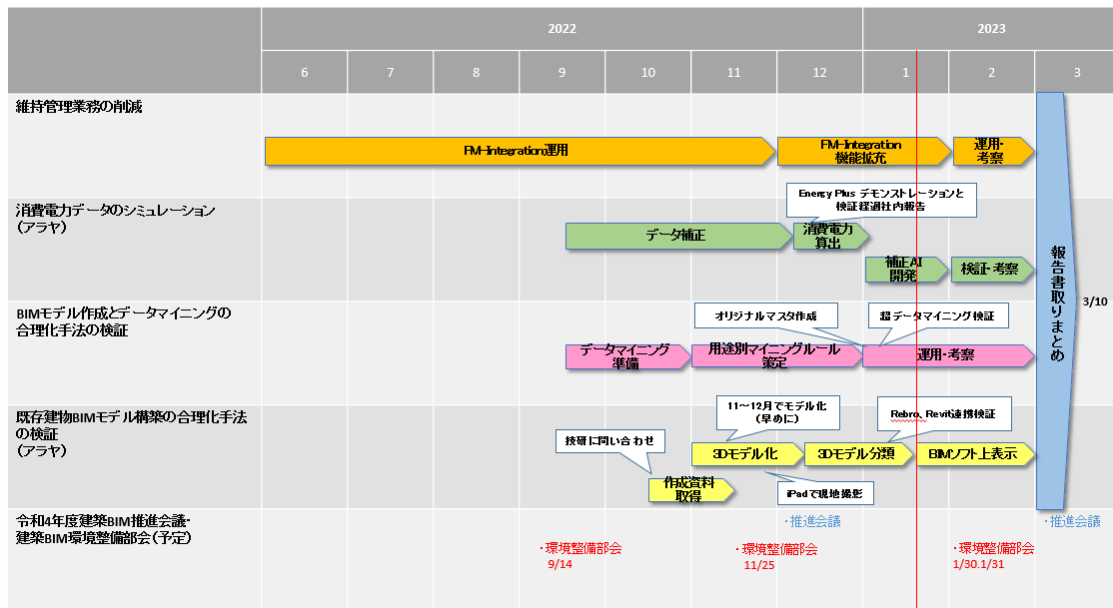 2022
2023
6
7
8
9
10
11
12
1
2
3
維持管理業務の削減
FM-Integration運用
FM-Integration
機能拡充
運用・
考察
消費電力データのシミュレーション
(アラヤ)
Energy Plus デモンストレーションと
検証経過社内報告
データ補正
消費電力
算出
補正AI
開発
検証・考察
BIMモデル作成とデータマイニングの
合理化手法の検証
オリジナルマスタ作成
超データマイニング検証
データマイニング
準備
用途別マイニングルール
策定
運用・考察
既存建物BIMモデル構築の合理化手法
の検証
(アラヤ)
11～12月でモデル化
(早めに)
Rebro、Revit連携検証
技研に問い合わせ
3Dモデル化
3Dモデル分類
BIMソフト上表示
作成資料
取得
iPadで現地撮影
報告書取りまとめ
3/10
令和4年度建築BIM推進会議・
建築BIM環境整備部会(予定)
・推進会議
・推進会議
・環境整備部会
9/14
・環境整備部会
11/25
・環境整備部会
1/30.1/31